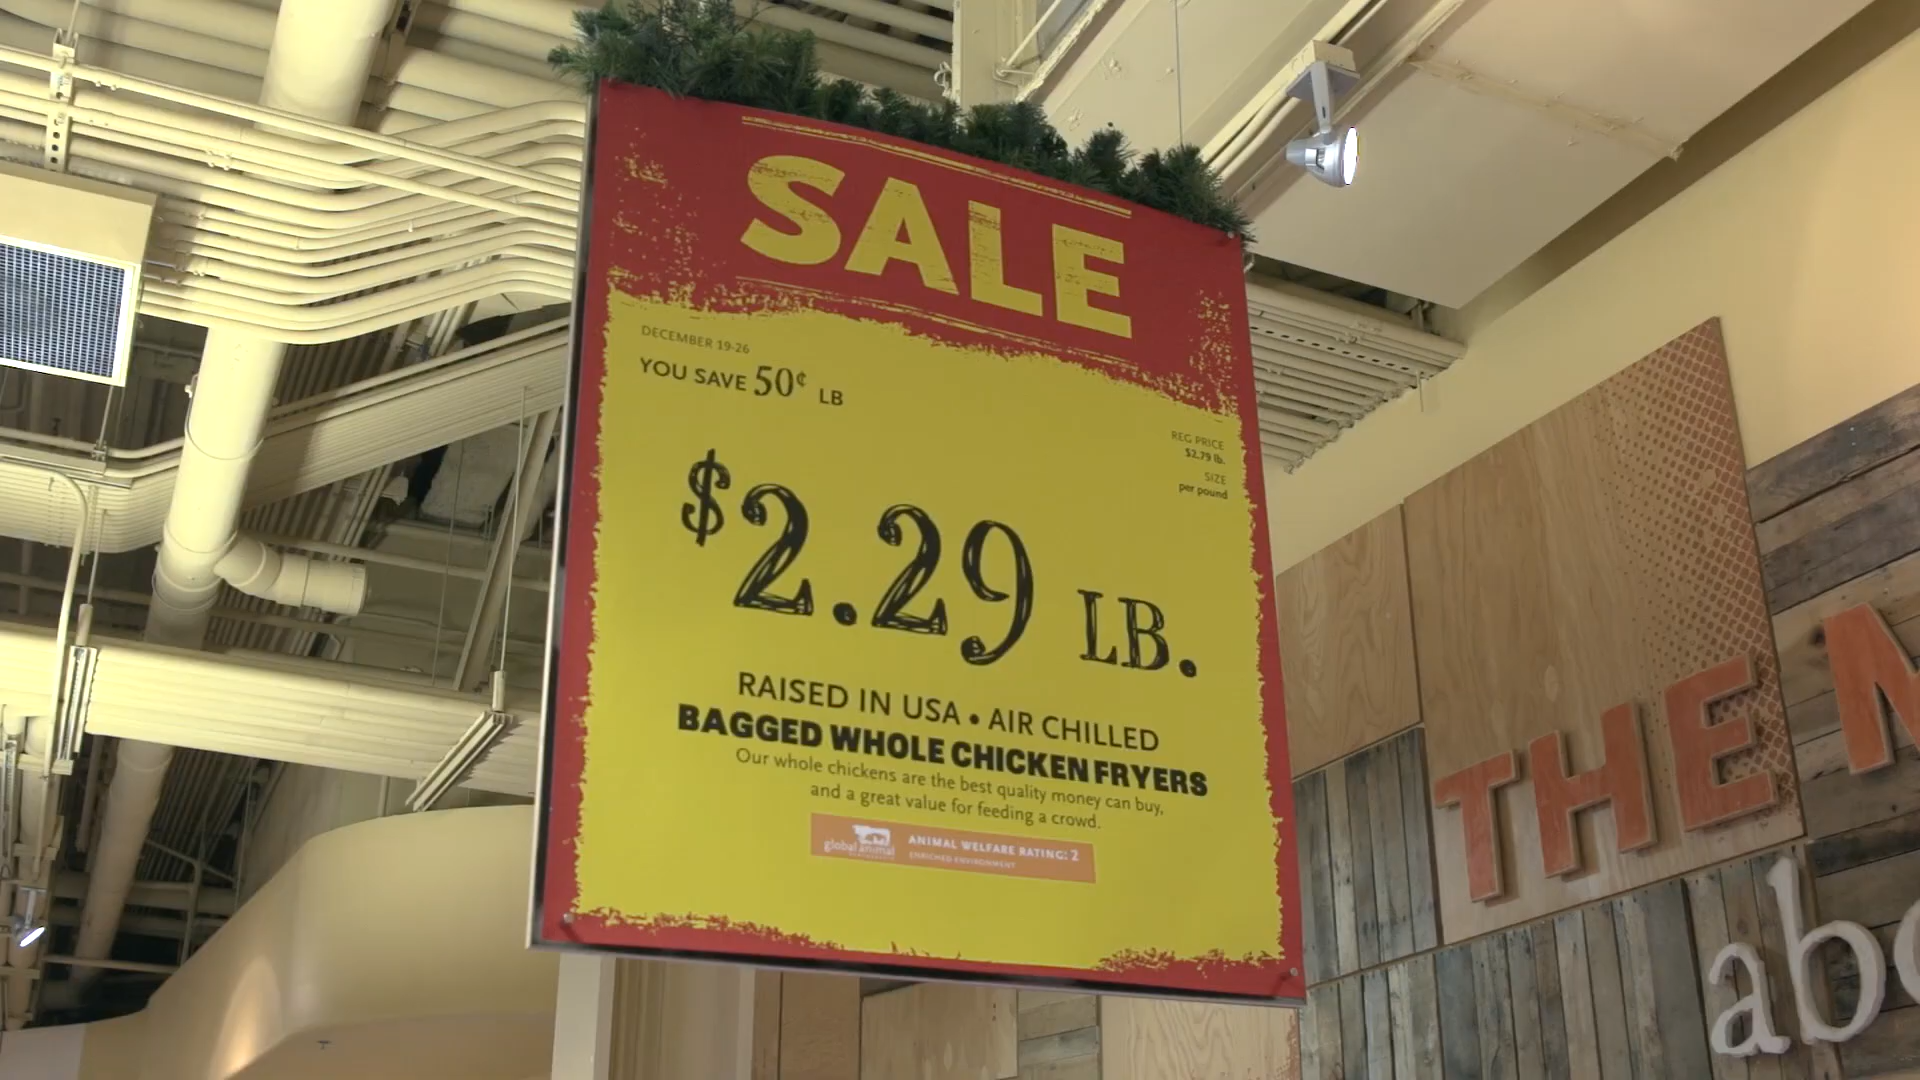 SALE
DECEMBER 19-26
YOU SAVE 50¢ LB
REG PRICE
$2.79 lb.
SIZE
per pound
$2.29 LB.
RAISED IN USA • AIR CHILLED
BAGGED WHOLE CHICKEN FRYERS
Our whole chickens are the best quality money can buy,
and a great value for feeding a crowd.
global animal
ANIMAL WELFARE RATING: 2
ENRICHED ENVIRONMENT
THE M
abo